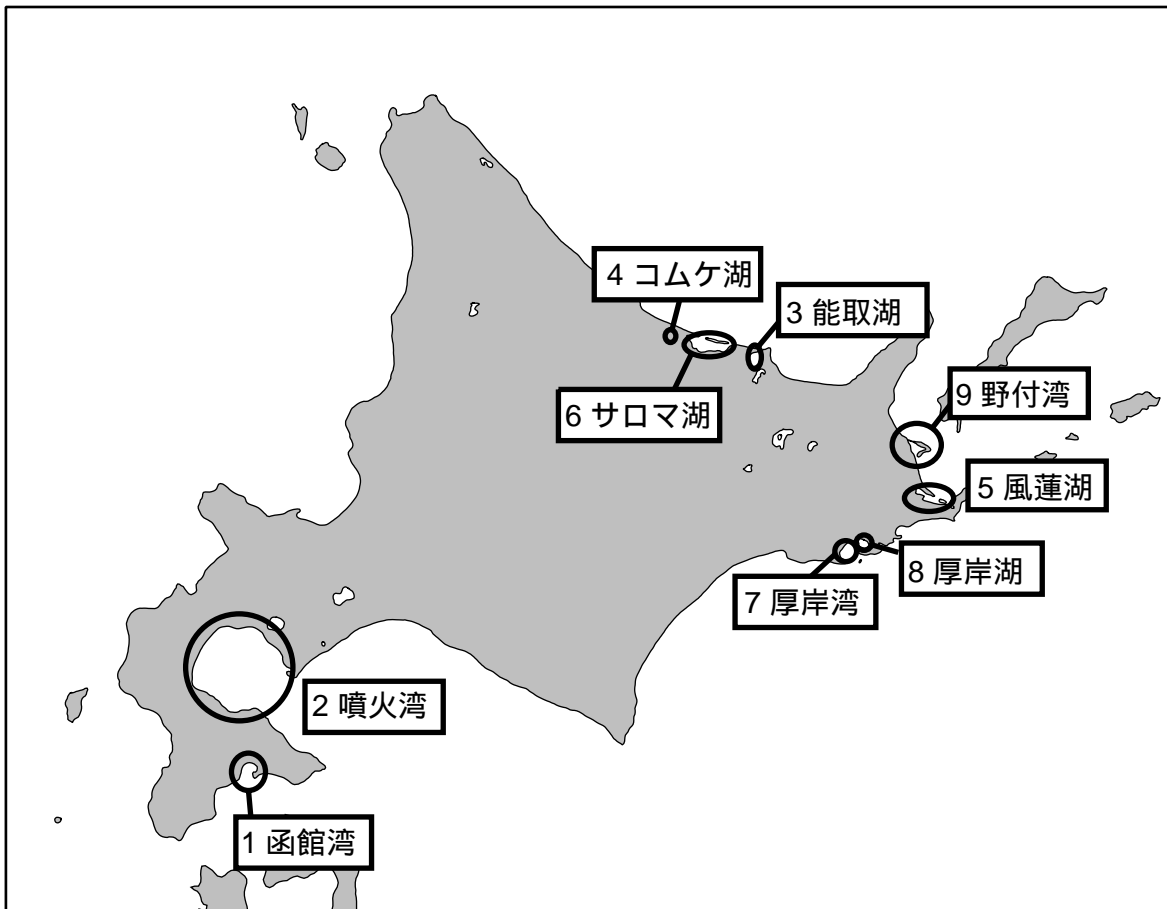 4 コムケ湖
3 能取湖
6 サロマ湖
9 野付湾
5 風蓮湖
8 厚岸湖
7 厚岸湾
2 噴火湾
1 函館湾